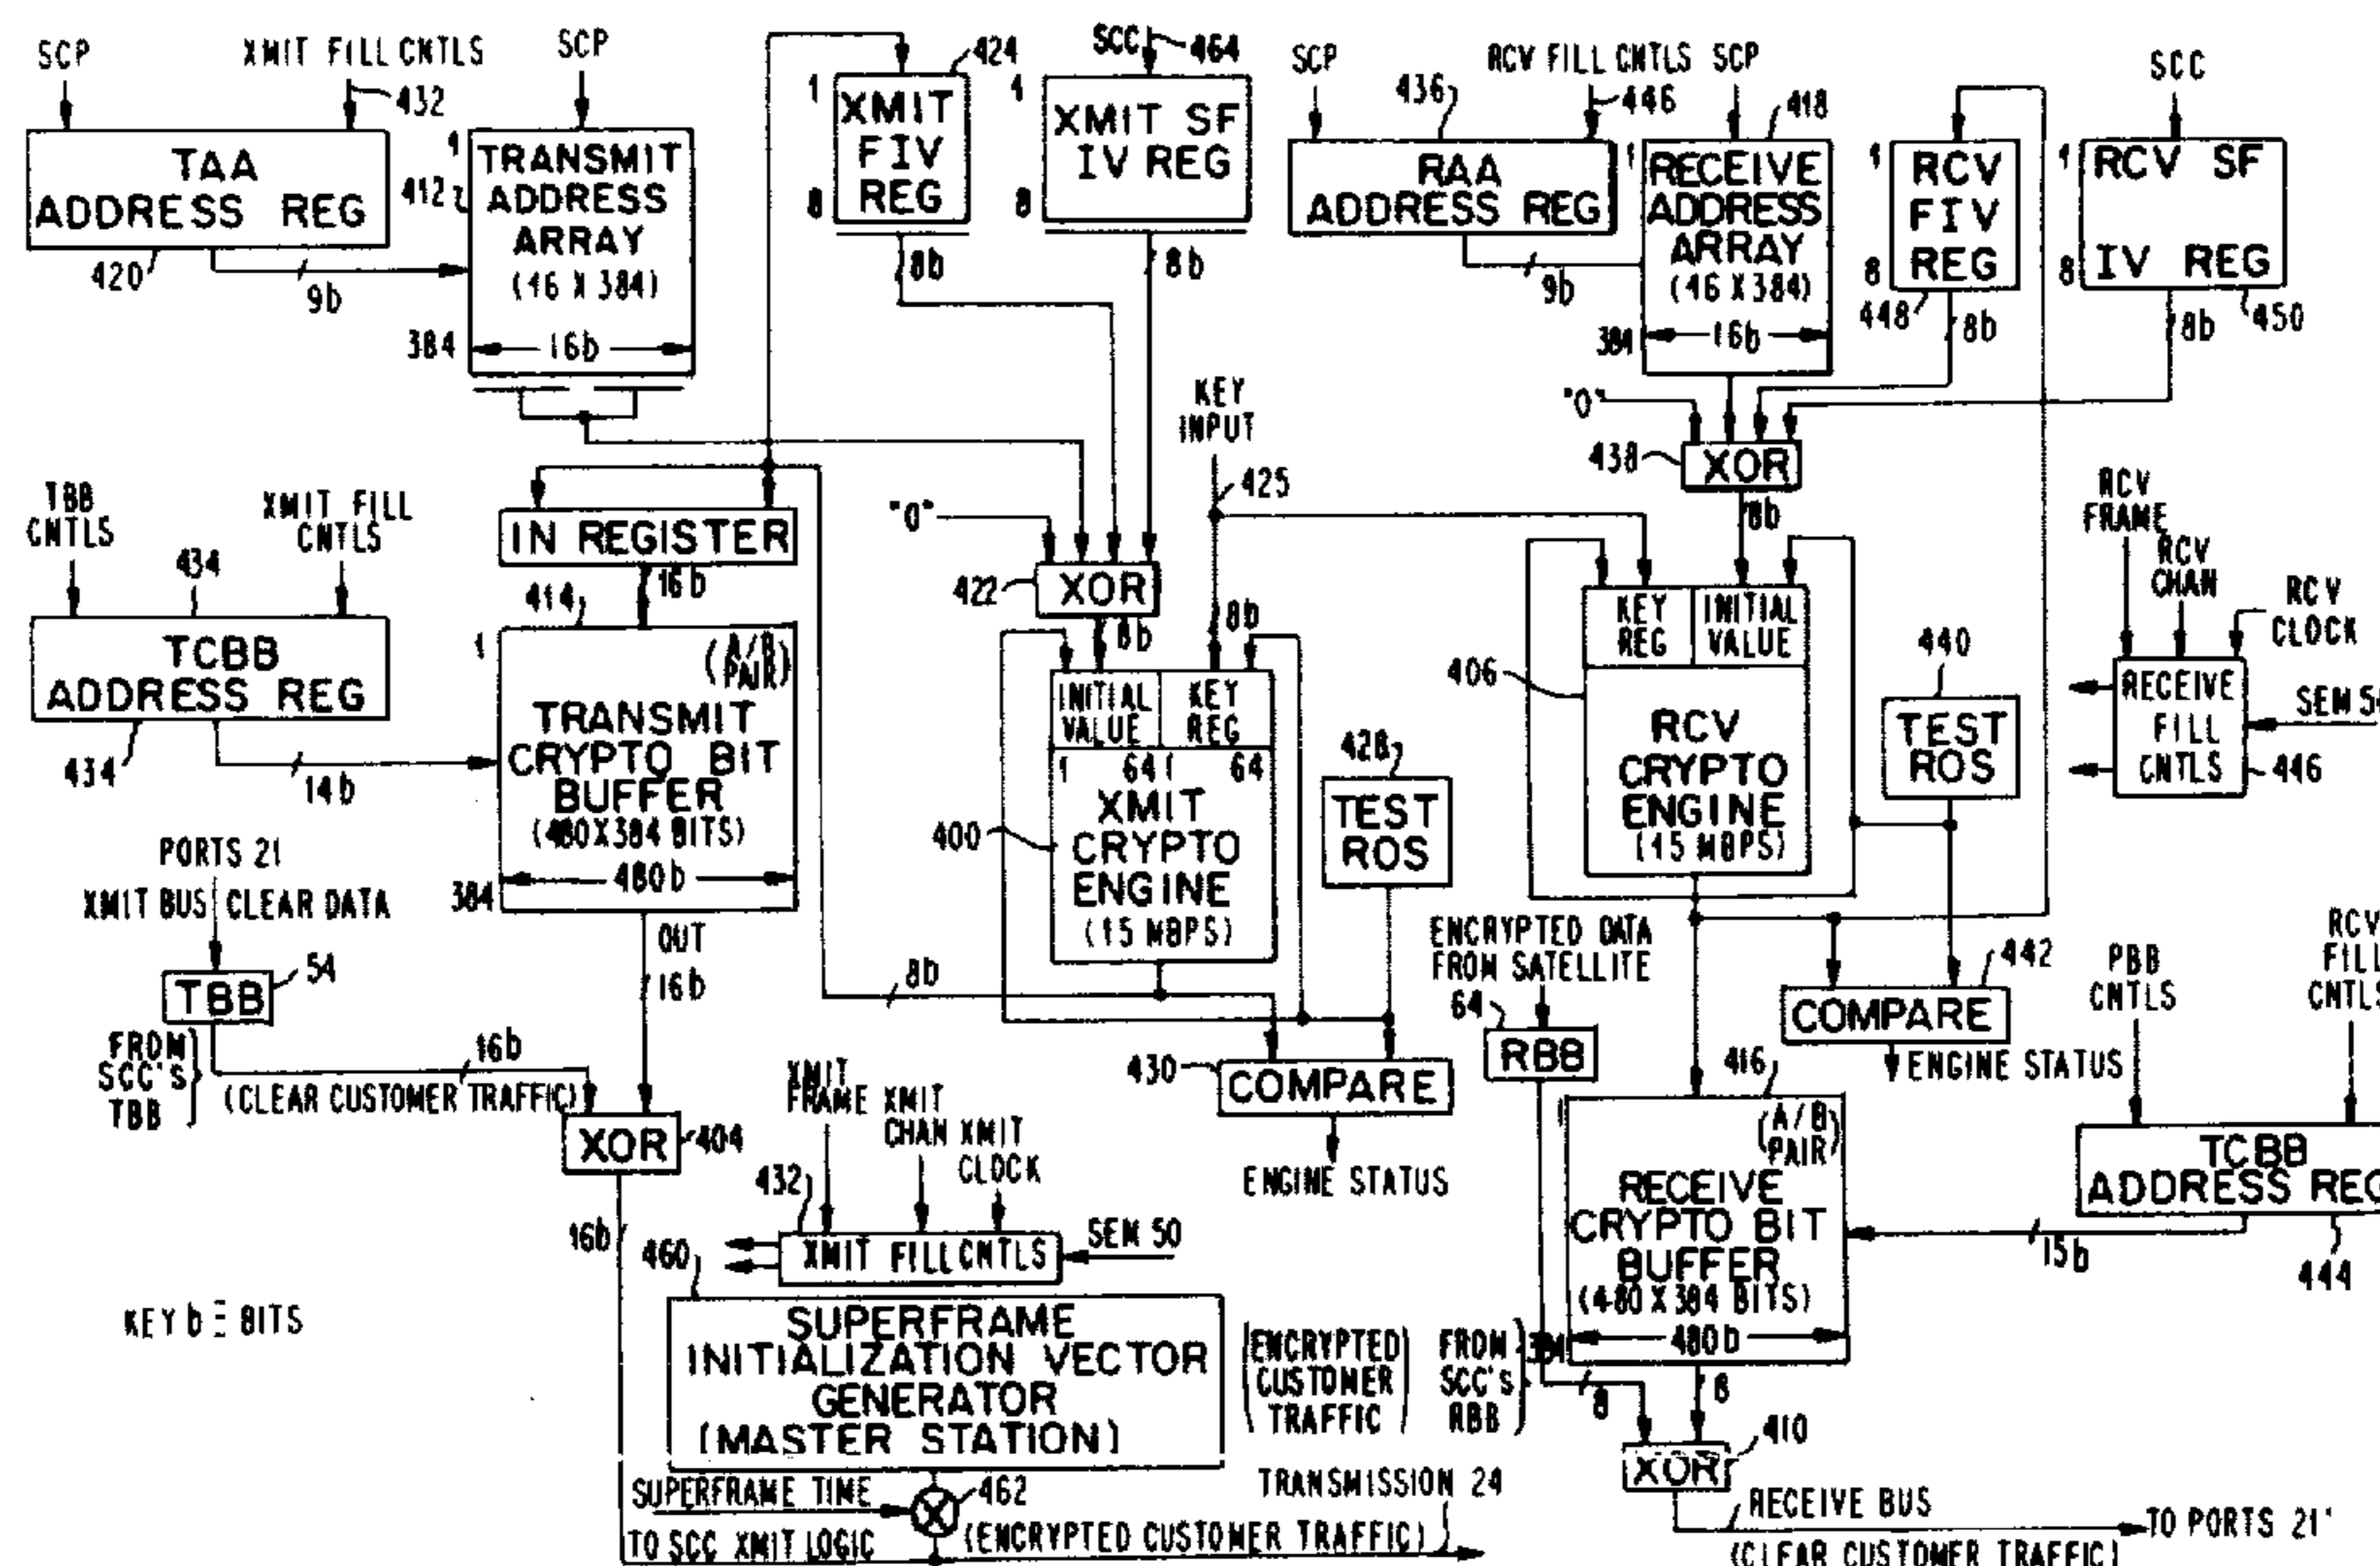 SCP
XMIT FILL CNTLS
432
TAA
ADDRESS REG
420
9b
SCP
1
412
TRANSMIT
ADDRESS
ARRAY
(16 X 384)
384
16b
1
424
XMIT
FIV
REG
8
8b
SCC
464
1
XMIT SF
IV REG
8
8b
SCP
436
RCV FILL CNTLS
446
RAA
ADDRESS REG
9b
SCP
418
1
RECEIVE
ADDRESS
ARRAY
(16 X 384)
384
16b
1
RCV
FIV
REG
8
448
8b
SCC
1
RCV SF
IV REG
8
450
8b
TBB
CNTLS
434
XMIT FILL
CNTLS
TCBB
ADDRESS REG
434
14b
IN REGISTER
16b
414
1
(A/B
PAIR)
TRANSMIT
CRYPTO BIT
BUFFER
(480 X 384 BITS)
480b
384
OUT
16b
"0"
422
XOR
8b
KEY
INPUT
425
8b
INITIAL
VALUE
KEY
REG
1 64
1 64
XMIT
CRYPTO
ENGINE
(15 MBPS)
400
8b
428
TEST
ROS
430
COMPARE
ENGINE STATUS
"0"
438
XOR
8b
KEY
REG
INITIAL
VALUE
406
RCV
CRYPTO
ENGINE
(15 MBPS)
440
TEST
ROS
442
COMPARE
ENGINE STATUS
RCV
FRAME
RCV
CHAN
RCV
CLOCK
RECEIVE
FILL
CNTLS
446
PORTS 21
XMIT BUS CLEAR DATA
TBB
54
FROM
SCC'S
TBB
16b
(CLEAR CUSTOMER TRAFFIC)
XOR
404
16b
XMIT
FRAME
XMIT
CHAN
XMIT
CLOCK
432
XMIT FILL CNTLS
SEM 50
460
SUPERFRAME
INITIALIZATION VECTOR
GENERATOR
(MASTER STATION)
SUPERFRAME TIME
462
TO SCC XMIT LOGIC
(ENCRYPTED CUSTOMER TRAFFIC)
TRANSMISSION 24
KEY b ≡ BITS
ENCRYPTED DATA
FROM SATELLITE
64
RBB
416
1
(A/B
PAIR)
RECEIVE
CRYPTO BIT
BUFFER
(480 X 384 BITS)
384
480b
(ENCRYPTED
CUSTOMER
TRAFFIC)
FROM
SCC'S
RBB
8
8
XOR
410
RECEIVE BUS
TO PORTS 21'
(CLEAR CUSTOMER TRAFFIC)
PBB
CNTLS
TCBB
ADDRESS REG
15b
444